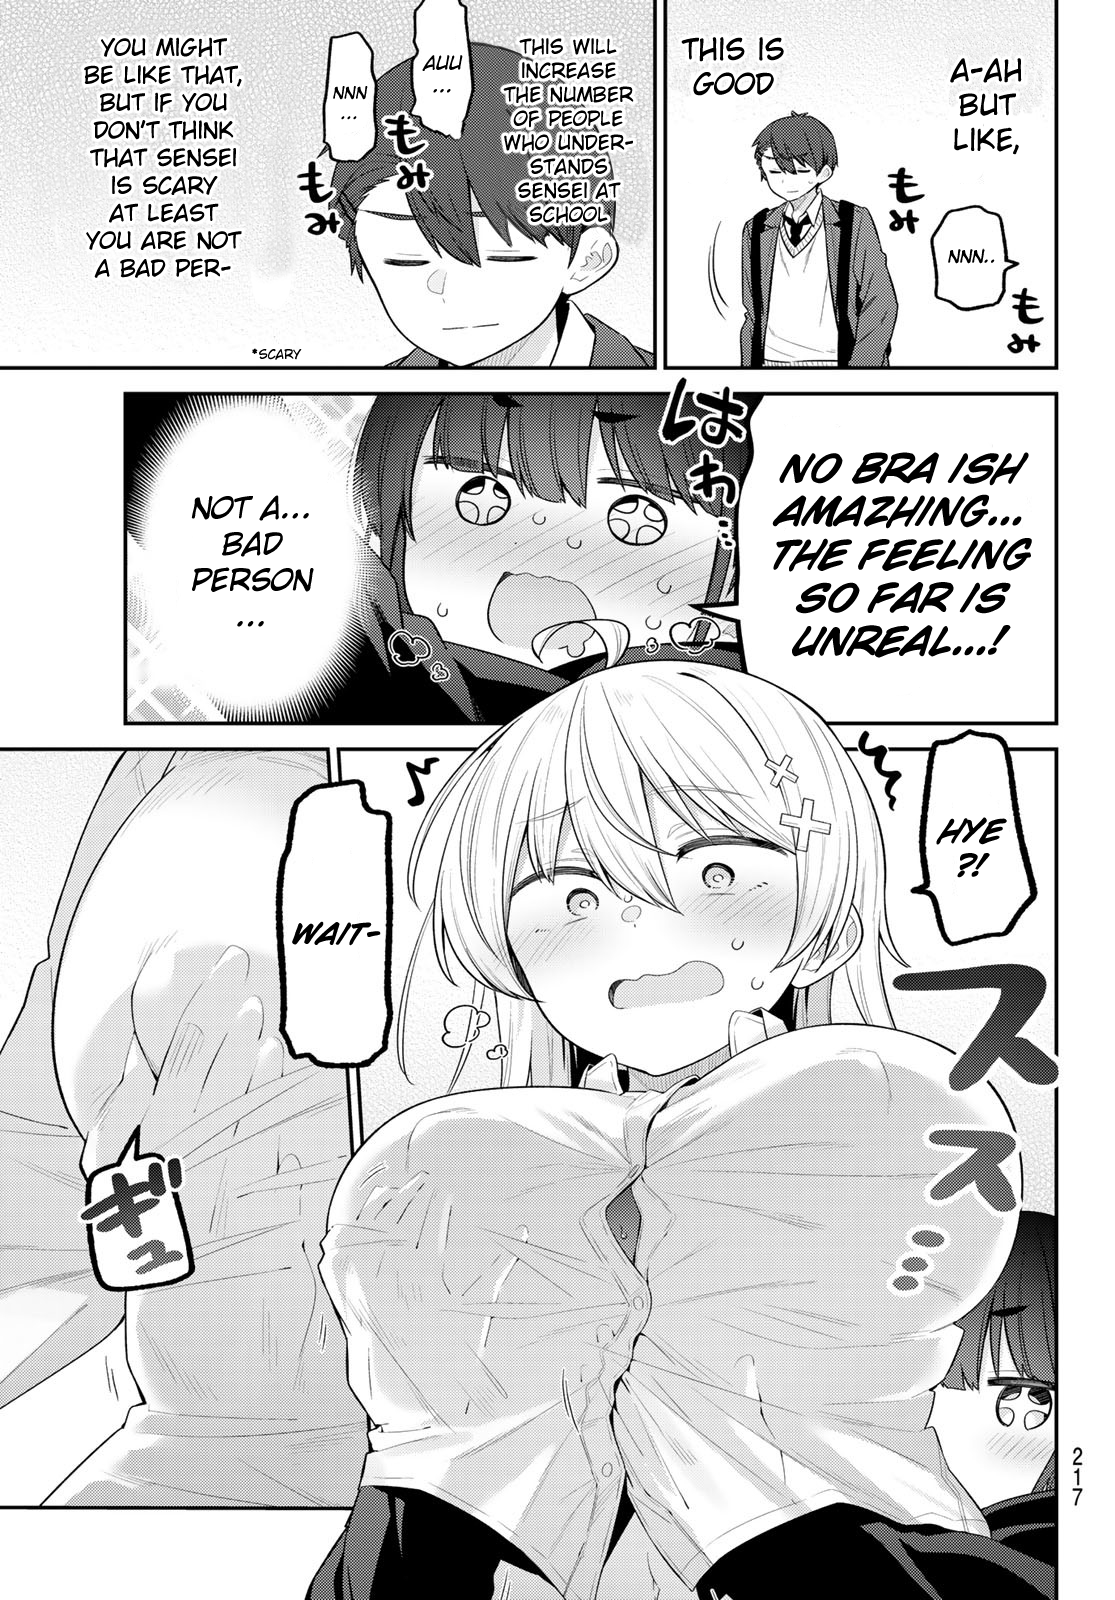 A-AH
BUT
LIKE,
THIS IS
GOOD
NNN..
もみ
もみ
THIS WILL
INCREASE
THE NUMBER
OF PEOPLE
WHO UNDER-
STANDS
SENSEI AT
SCHOOL
AUU
...
NNN
...
もみ
もみ
YOU MIGHT
BE LIKE THAT,
BUT IF YOU
DON'T THINK
THAT SENSEI
IS SCARY
AT LEAST
YOU ARE NOT
A BAD PER-
*SCARY
NO BRA ISH
AMAZHING...
THE FEELING
SO FAR IS
UNREAL...!
はわ...
NOT A...
BAD
PERSON
...
HYE
?!
WAIT-
スススス...
ギュ
217